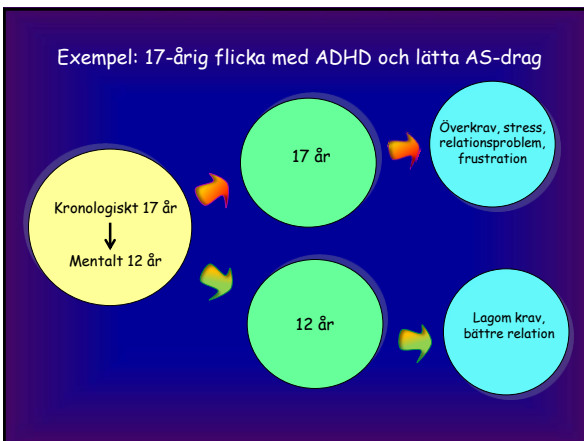 Exempel: 17-årig flicka med ADHD och lätta AS-drag
Kronologiskt 17 år
Mentalt 12 år
17 år
Överkrav, stress,
relationsproblem,
frustration
12 år
Lagom krav,
bättre relation